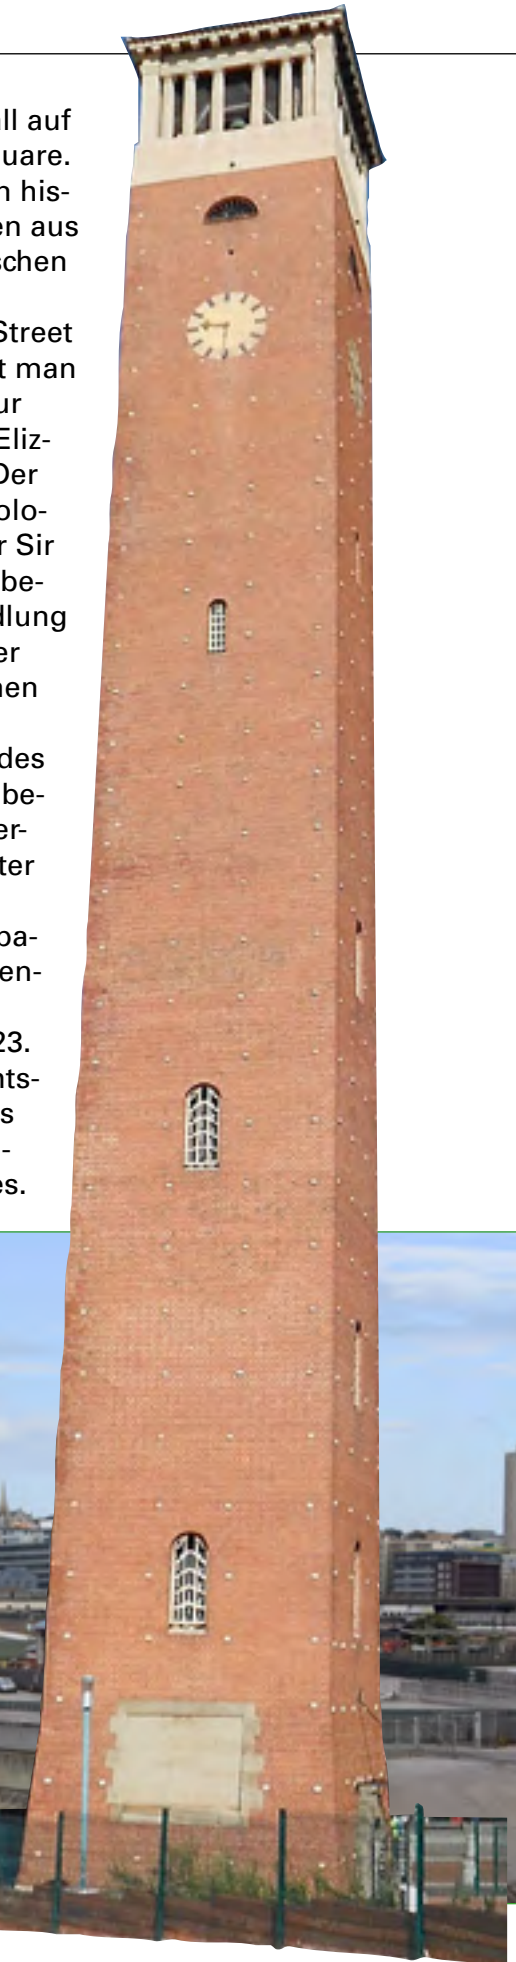 ll auf
uare.
n his-
en aus
schen
Street
t man
ur
Eliz-
Der
olo-
r Sir
be-
dlung
er
nen
des
be-
er-
ter
pa-
en-
23.
nts-
s
-
es.